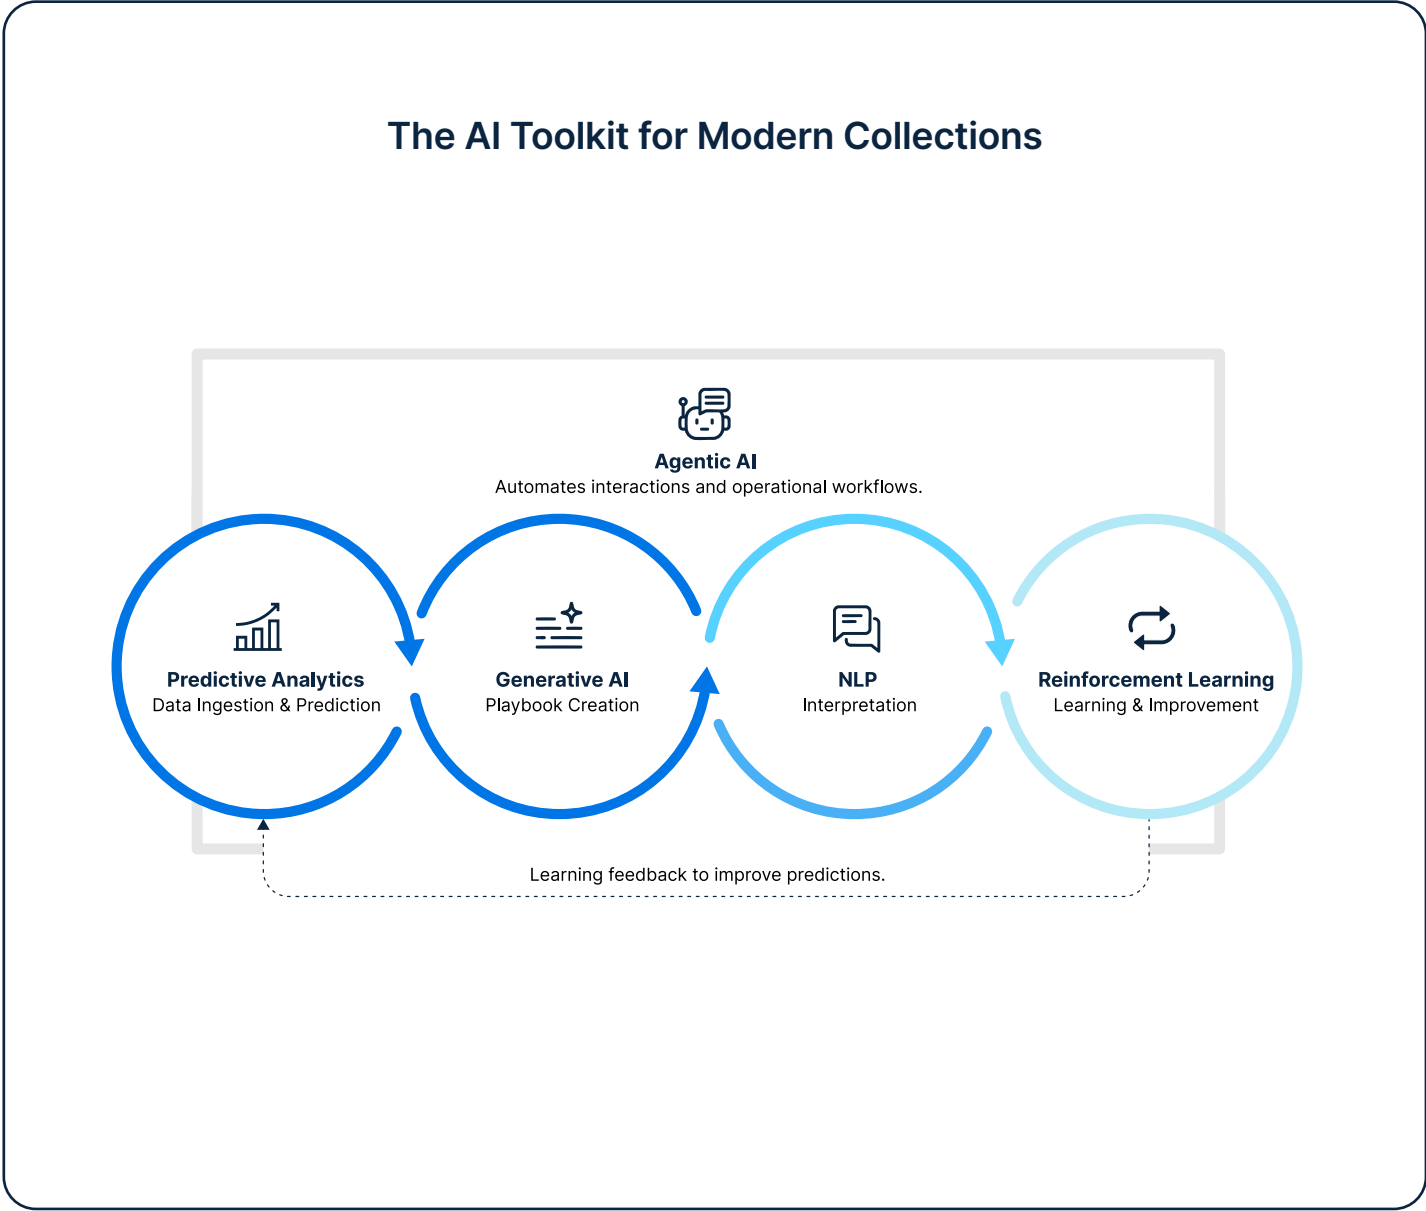 The AI Toolkit for Modern Collections
Agentic AI
Automates interactions and operational workflows.
Predictive Analytics
Data Ingestion & Prediction
Generative AI
Playbook Creation
NLP
Interpretation
Reinforcement Learning
Learning & Improvement
Learning feedback to improve predictions.